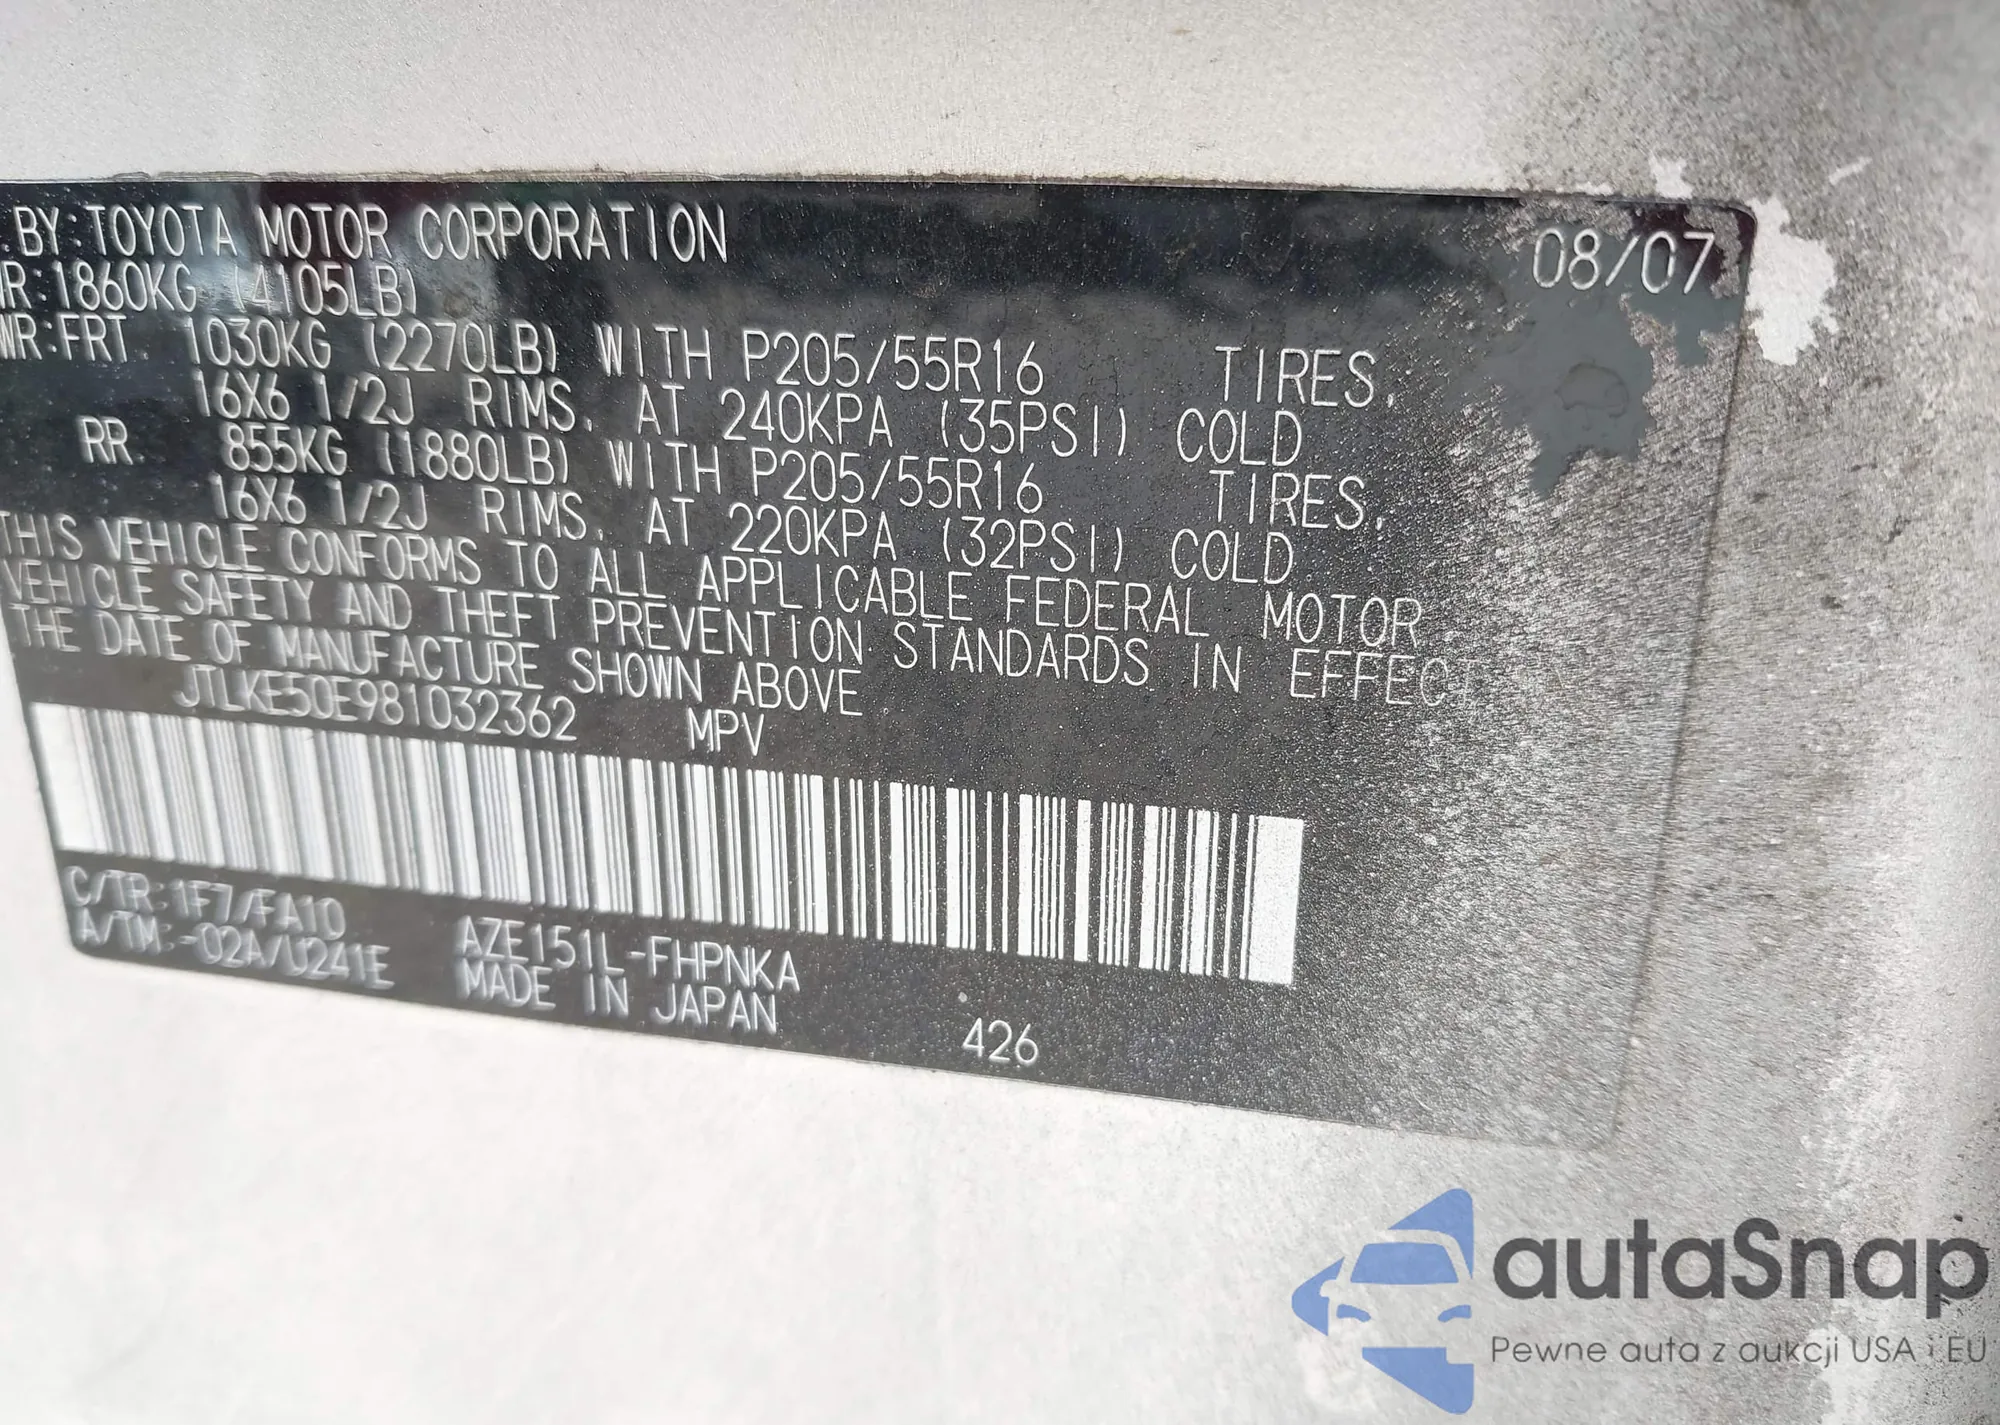 . BY: TOYOTA MOTOR CORPORATION 08/07
WR: 1860KG (4105LB)
WR: FRT. 1030KG (2270LB) WITH P205/55R16 TIRES,
16X6 1/2J RIMS, AT 240KPA (35PSI) COLD
RR. 855KG (1880LB) WITH P205/55R16 TIRES,
16X6 1/2J RIMS, AT 220KPA (32PSI) COLD
THIS VEHICLE CONFORMS TO ALL APPLICABLE FEDERAL MOTOR
VEHICLE SAFETY AND THEFT PREVENTION STANDARDS IN EFFECT
THE DATE OF MANUFACTURE SHOWN ABOVE
JTLKE50E981032362 MPV
C/TR: 1F7/FA10
A/TM: -02A/U241E
AZE151L-FHPNKA
MADE IN JAPAN
426
autaSnap
Pewne auta z aukcji USA i EU